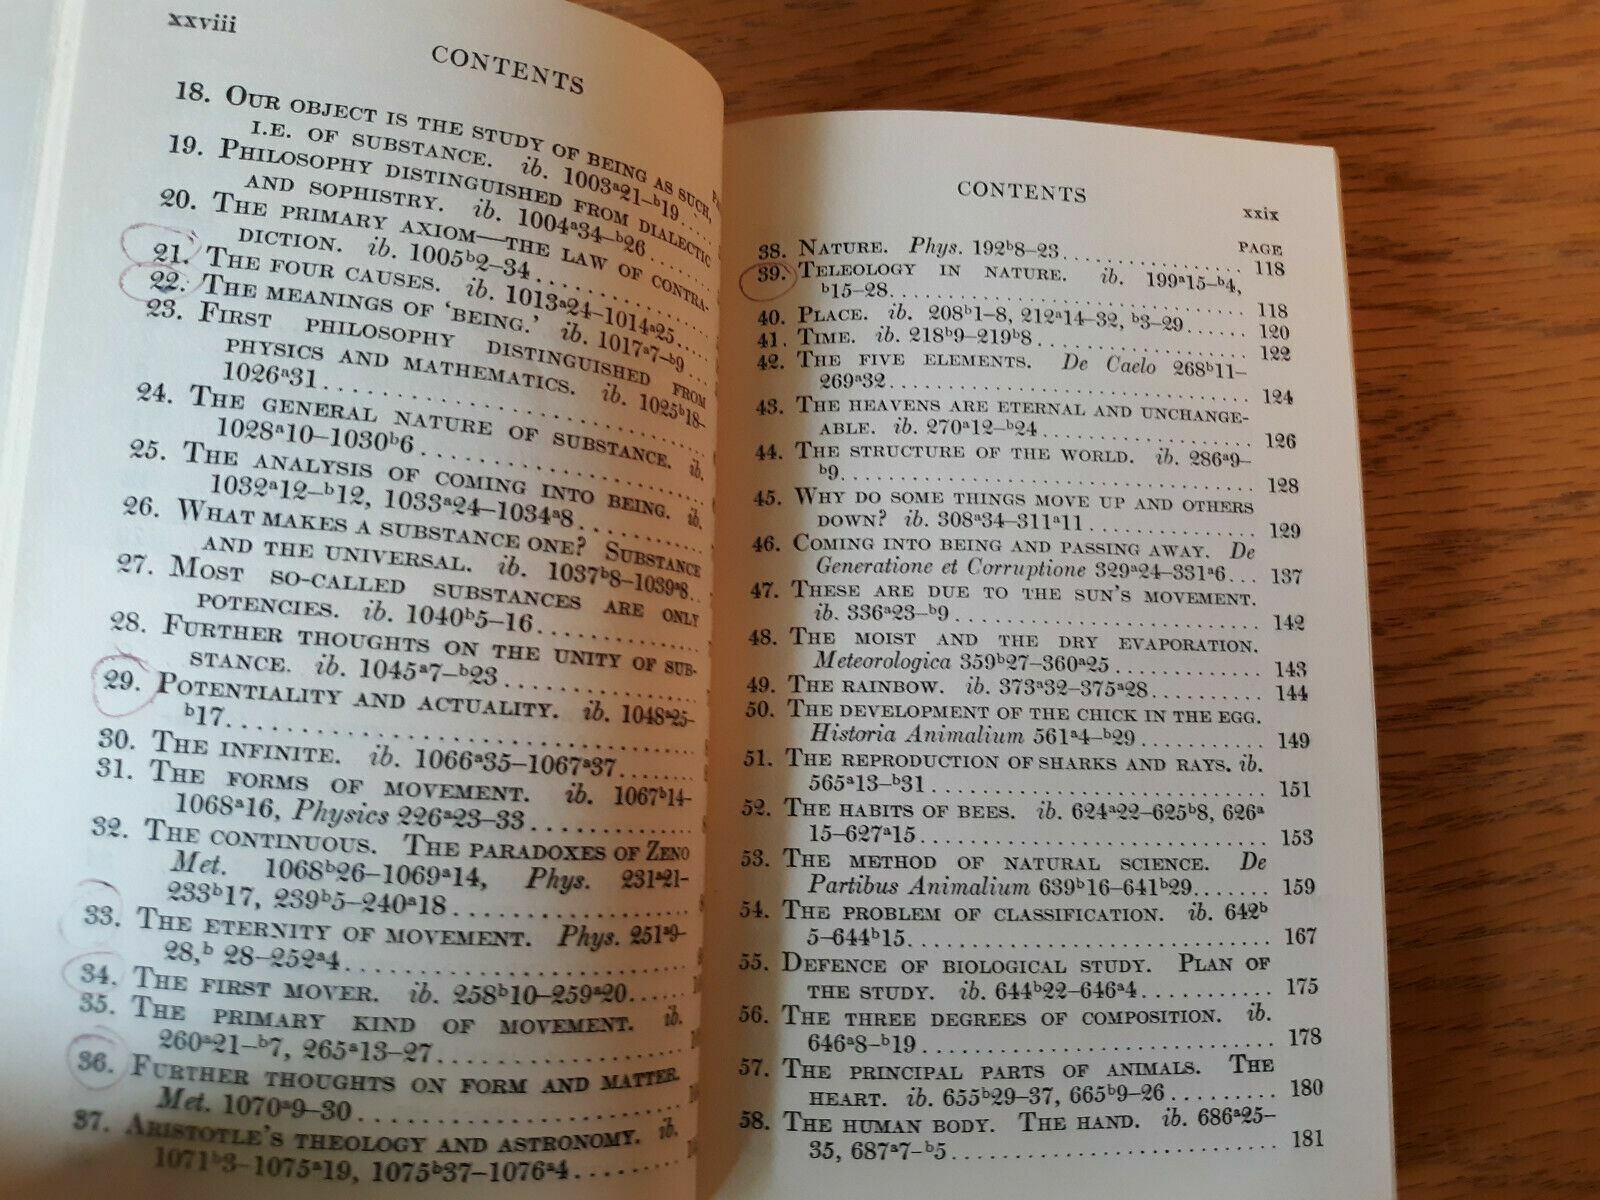 xxviii
CONTENTS
18. OUR OBJECT IS THE STUDY OF BEING AS SUCH,
I.E. OF SUBSTANCE. ib. 1003ᵃ21–ᵇ19.....
19. PHILOSOPHY DISTINGUISHED FROM DIALECTIC
AND SOPHISTRY. ib. 1004ᵃ34–ᵇ26.......
20. THE PRIMARY AXIOM—THE LAW OF CONTRA-
DICTION. ib. 1005ᵇ2–34...............
21. THE FOUR CAUSES. ib. 1013ᵃ24–1014ᵃ25.....
22. THE MEANINGS OF 'BEING.' ib. 1017ᵃ7–ᵇ9...
23. FIRST PHILOSOPHY DISTINGUISHED FROM
PHYSICS AND MATHEMATICS. ib. 1025ᵇ18–
1026ᵃ31..............................
24. THE GENERAL NATURE OF SUBSTANCE. ib.
1028ᵃ10–1030ᵇ6.......................
25. THE ANALYSIS OF COMING INTO BEING. ib.
1032ᵃ12–ᵇ12, 1033ᵃ24–1034ᵃ8..........
26. WHAT MAKES A SUBSTANCE ONE? SUBSTANCE
AND THE UNIVERSAL. ib. 1037ᵇ8–1039ᵃ8..
27. MOST SO-CALLED SUBSTANCES ARE ONLY
POTENCIES. ib. 1040ᵇ5–16.............
28. FURTHER THOUGHTS ON THE UNITY OF SUB-
STANCE. ib. 1045ᵃ7–ᵇ23...............
29. POTENTIALITY AND ACTUALITY. ib. 1048ᵃ25–
ᵇ17..................................
30. THE INFINITE. ib. 1066ᵃ35–1067ᵃ37.......
31. THE FORMS OF MOVEMENT. ib. 1067ᵇ14–
1068ᵃ16, Physics 226ᵃ23–33...........
32. THE CONTINUOUS. THE PARADOXES OF ZENO
Met. 1068ᵇ26–1069ᵃ14, Phys. 231ᵃ21–
233ᵇ17, 239ᵇ5–240ᵃ18.................
33. THE ETERNITY OF MOVEMENT. Phys. 251ᵃ9–
28,ᵇ 28–252ᵃ4........................
34. THE FIRST MOVER. ib. 258ᵇ10–259ᵃ20......
35. THE PRIMARY KIND OF MOVEMENT. ib.
260ᵃ21–ᵇ7, 265ᵃ13–27.................
36. FURTHER THOUGHTS ON FORM AND MATTER.
Met. 1070ᵃ9–30.......................
37. ARISTOTLE'S THEOLOGY AND ASTRONOMY. ib.
1071ᵇ3–1075ᵃ19, 1075ᵇ37–1076ᵃ4.......
CONTENTS
xxix
PAGE
38. NATURE. Phys. 192ᵇ8–23.................. 118
39. TELEOLOGY IN NATURE. ib. 199ᵃ15–ᵇ4,
ᵇ15–28............................... 118
40. PLACE. ib. 208ᵇ1–8, 212ᵃ14–32, ᵇ3–29...... 120
41. TIME. ib. 218ᵇ9–219ᵇ8.................... 122
42. THE FIVE ELEMENTS. De Caelo 268ᵇ11–
269ᵃ32............................... 124
43. THE HEAVENS ARE ETERNAL AND UNCHANGE-
ABLE. ib. 270ᵃ12–ᵇ24................. 126
44. THE STRUCTURE OF THE WORLD. ib. 286ᵃ9–
ᵇ9................................... 128
45. WHY DO SOME THINGS MOVE UP AND OTHERS
DOWN? ib. 308ᵃ34–311ᵃ11.............. 129
46. COMING INTO BEING AND PASSING AWAY. De
Generatione et Corruptione 329ᵃ24–331ᵃ6... 137
47. THESE ARE DUE TO THE SUN'S MOVEMENT.
ib. 336ᵃ23–ᵇ9........................ 142
48. THE MOIST AND THE DRY EVAPORATION.
Meteorologica 359ᵇ27–360ᵃ25........... 143
49. THE RAINBOW. ib. 373ᵃ32–375ᵃ28.......... 144
50. THE DEVELOPMENT OF THE CHICK IN THE EGG.
Historia Animalium 561ᵃ4–ᵇ29......... 149
51. THE REPRODUCTION OF SHARKS AND RAYS. ib.
565ᵃ13–ᵇ31........................... 151
52. THE HABITS OF BEES. ib. 624ᵃ22–625ᵇ8, 626ᵃ
15–627ᵃ15............................ 153
53. THE METHOD OF NATURAL SCIENCE. De
Partibus Animalium 639ᵇ16–641ᵇ29....... 159
54. THE PROBLEM OF CLASSIFICATION. ib. 642ᵇ
5–644ᵇ15............................. 167
55. DEFENCE OF BIOLOGICAL STUDY. PLAN OF
THE STUDY. ib. 644ᵇ22–646ᵃ4.......... 175
56. THE THREE DEGREES OF COMPOSITION. ib.
646ᵃ8–ᵇ19............................ 178
57. THE PRINCIPAL PARTS OF ANIMALS. THE
HEART. ib. 655ᵇ29–37, 665ᵇ9–26....... 180
58. THE HUMAN BODY. THE HAND. ib. 686ᵃ25–
35, 687ᵃ7–ᵇ5......................... 181